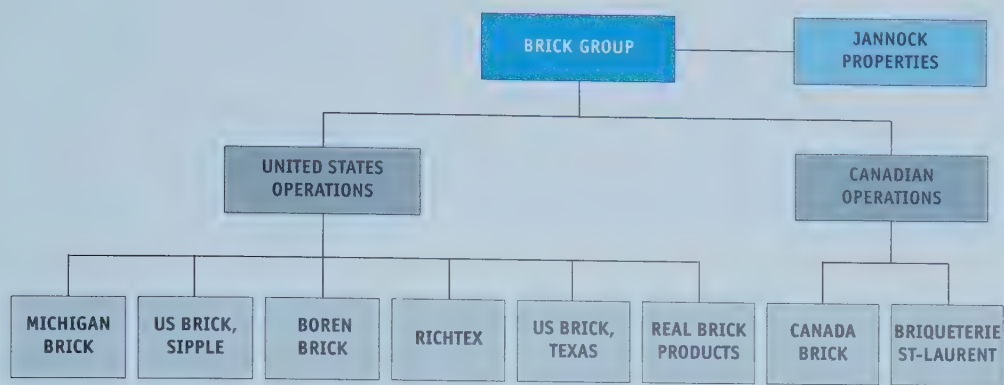 BRICK GROUP
JANNOCK
PROPERTIES
UNITED STATES
OPERATIONS
CANADIAN
OPERATIONS
MICHIGAN
BRICK
US BRICK,
SIPPLE
BOREN
BRICK
RICHTEX
US BRICK,
TEXAS
REAL BRICK
PRODUCTS
CANADA
BRICK
BRIQUETERIE
ST-LAURENT